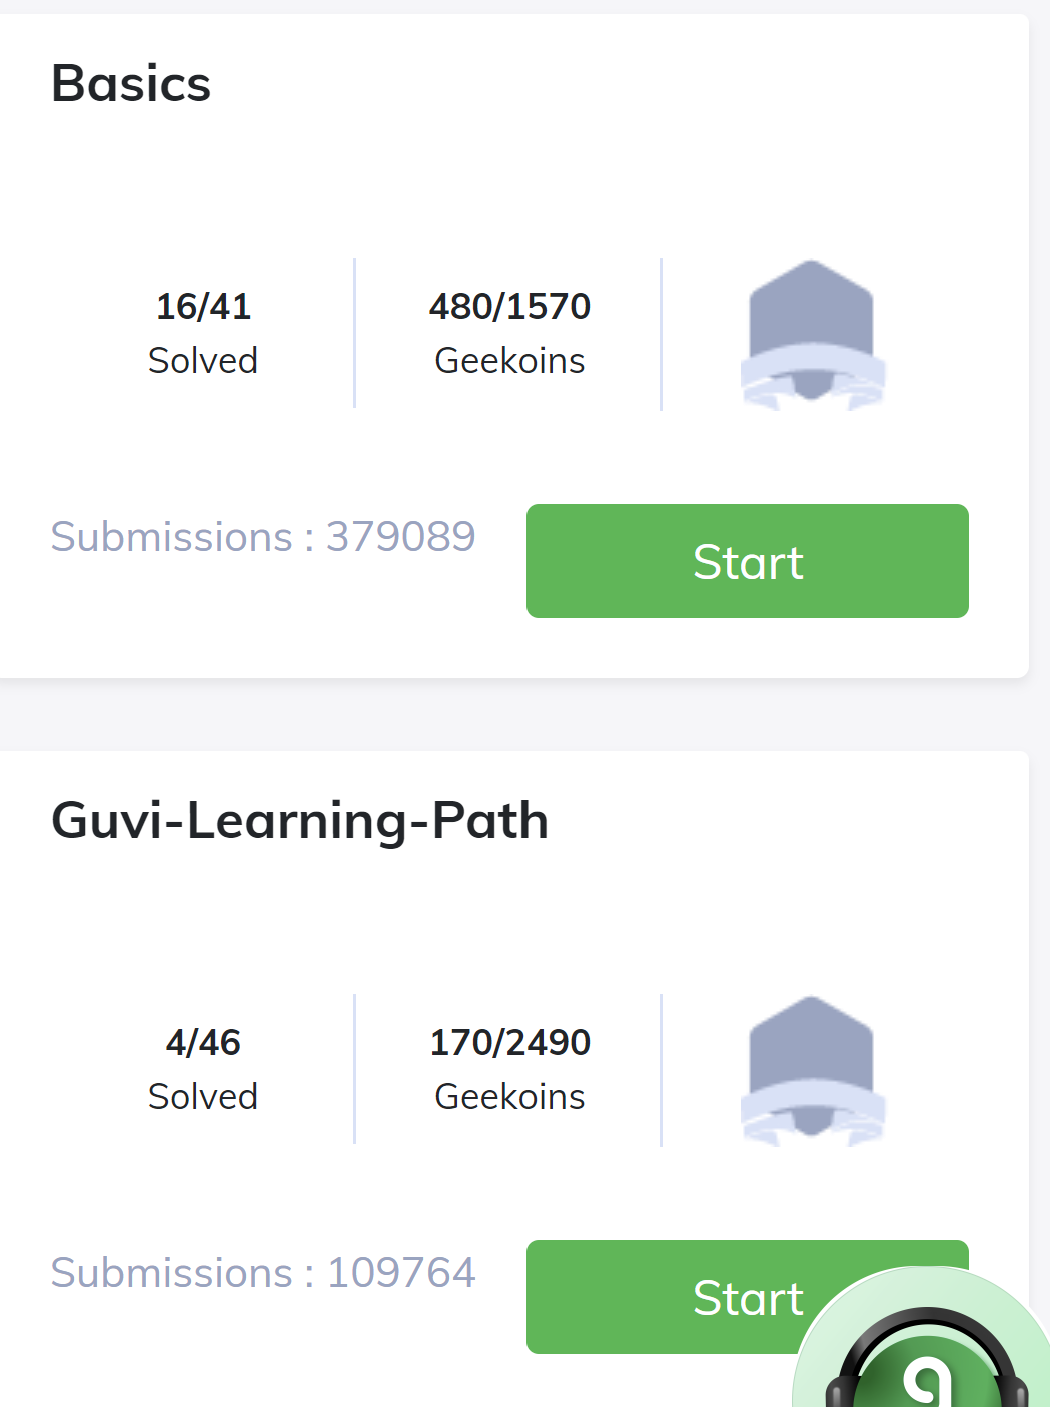 Basics
16/41
Solved
480/1570
Geekoins
Submissions : 379089
Start
Guvi-Learning-Path
4/46
Solved
170/2490
Geekoins
Submissions : 109764
Start